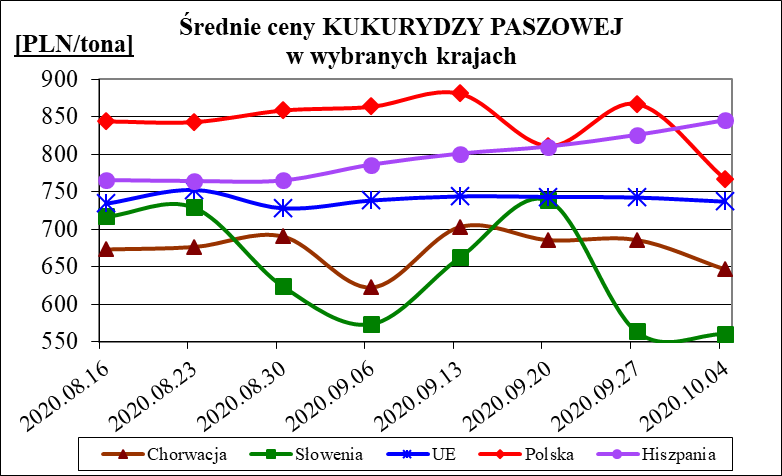 Średnie ceny KUKURYDZY PASZOWEJ
w wybranych krajach
[PLN/tona]
900
850
800
750
700
650
600
550
2020.08.16
2020.08.23
2020.08.30
2020.09.06
2020.09.13
2020.09.20
2020.09.27
2020.10.04
Chorwacja
Słowenia
UE
Polska
Hiszpania